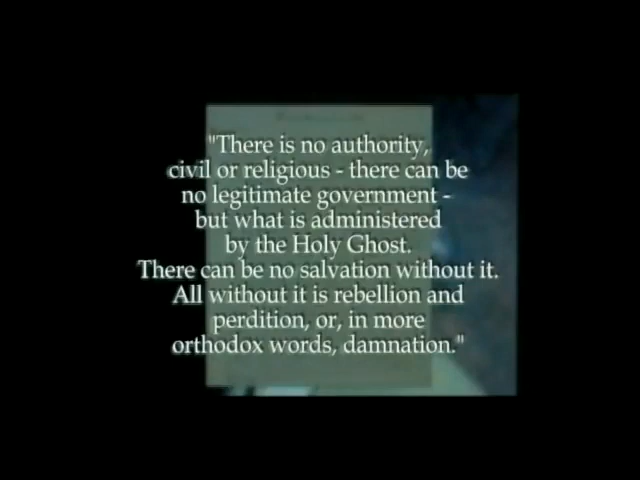 "There is no authority,
civil or religious - there can be
no legitimate government -
but what is administered
by the Holy Ghost.
There can be no salvation without it.
All without it is rebellion and
perdition, or, in more
orthodox words, damnation."